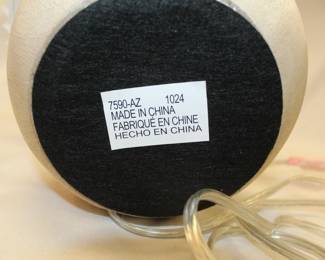 7590-AZ 1024
MADE IN CHINA
FABRIQUÉ EN CHINE
HECHO EN CHINA